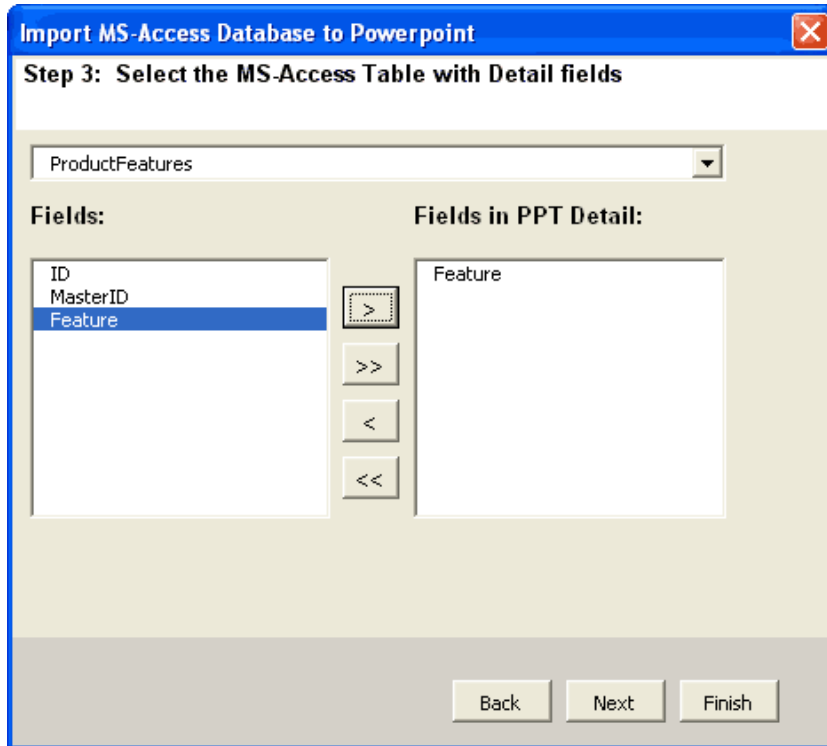 Import MS-Access Database to Powerpoint
Step 3: Select the MS-Access Table with Detail fields
ProductFeatures
Fields:
Fields in PPT Detail:
ID
MasterID
Feature
Feature
>
>>
<
<<
Back
Next
Finish